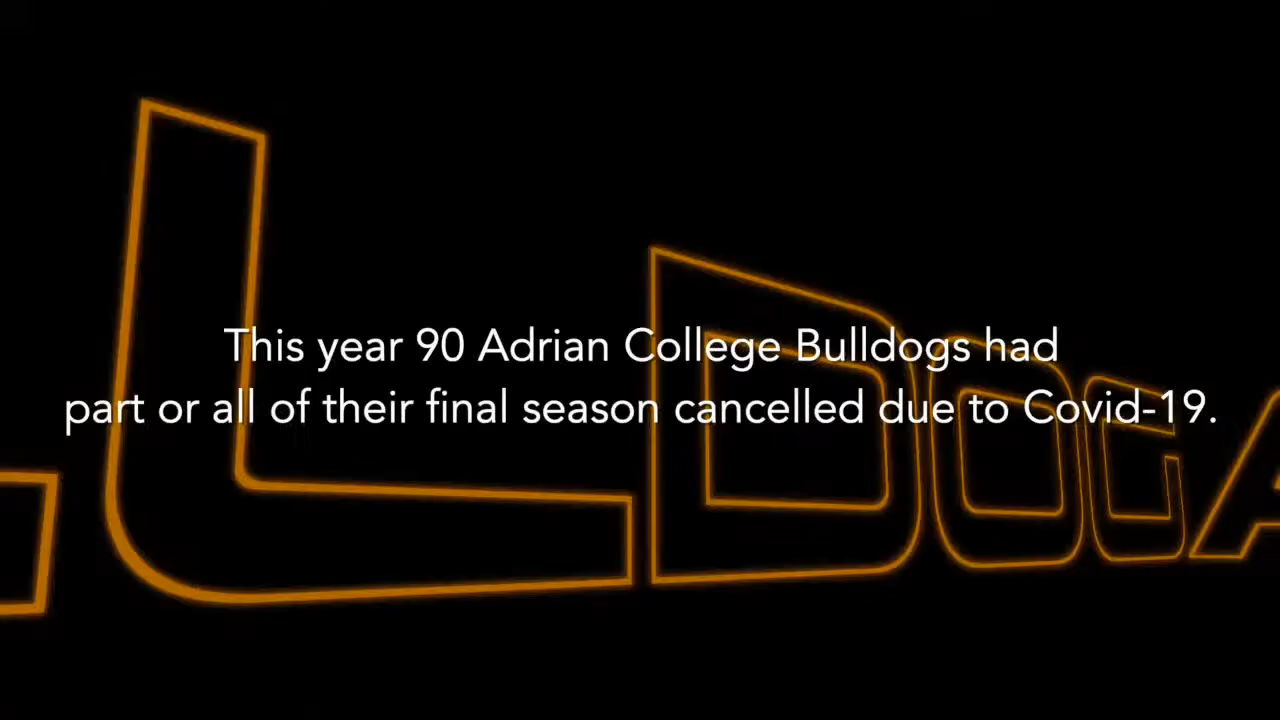 This year 90 Adrian College Bulldogs had
part or all of their final season cancelled due to Covid-19.
LDOG